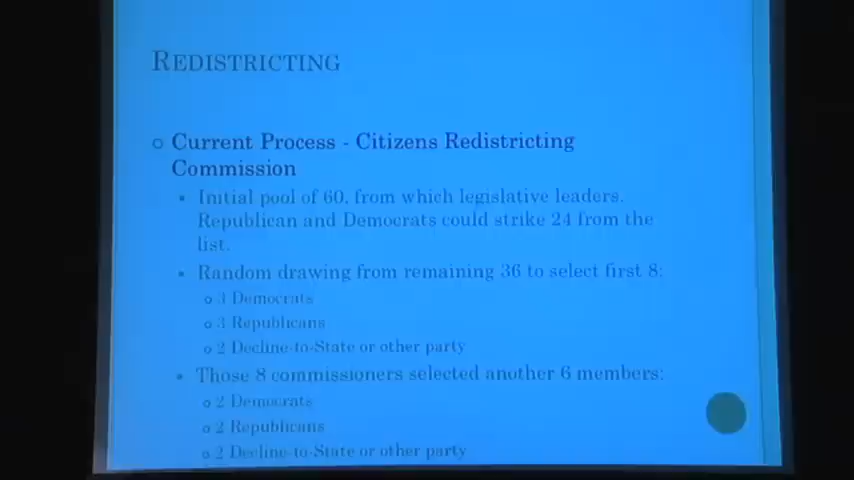 REDISTRICTING
Current Process - Citizens Redistricting
Commission
Initial pool of 60, from which legislative leaders,
Republican and Democrats could strike 24 from the
list.
Random drawing from remaining 36 to select first 8:
3 Democrats
3 Republicans
2 Decline-to-State or other party
Those 8 commissioners selected another 6 members:
2 Democrats
2 Republicans
2 Decline-to-State or other party